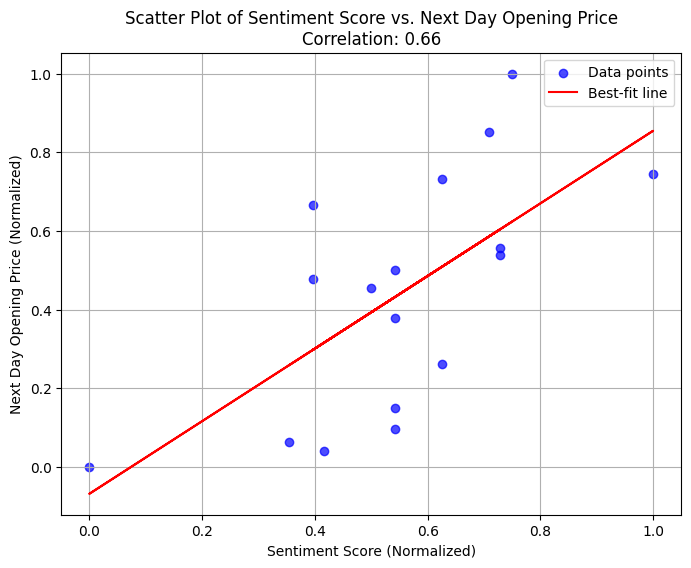 Scatter Plot of Sentiment Score vs. Next Day Opening Price
Correlation: 0.66
Data points
Best-fit line
Next Day Opening Price (Normalized)
1.0
0.8
0.6
0.4
0.2
0.0
0.0 0.2 0.4 0.6 0.8 1.0
Sentiment Score (Normalized)